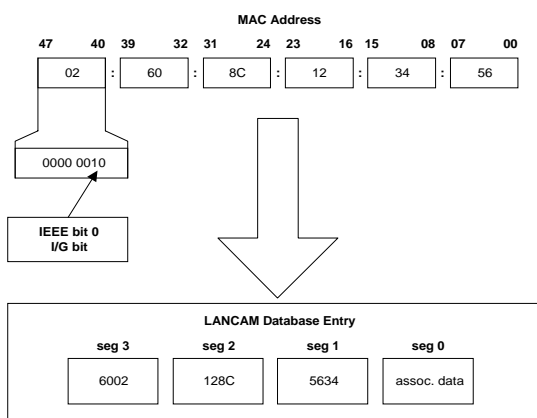 MAC Address
47 40 39 32 31 24 23 16 15 08 07 00
02 : 60 : 8C : 12 : 34 : 56
0000 0010
IEEE bit 0
I/G bit
LANCAM Database Entry
seg 3 seg 2 seg 1 seg 0
6002 128C 5634 assoc. data